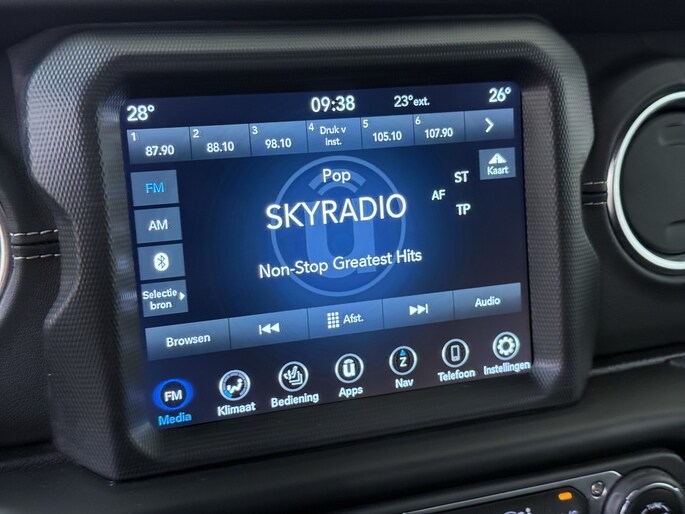 28° 09:38 23° ext. 26°
1 87.90 2 88.10 3 98.10 4 Druk v Inst. 5 105.10 6 107.90
FM
Pop
ST
Kaart
AF
AM
SKYRADIO
TP
Non-Stop Greatest Hits
Selectie
bron
Browsen Afst. Audio
FM
Media Klimaat Bediening Apps Nav Telefoon Instellingen
Z